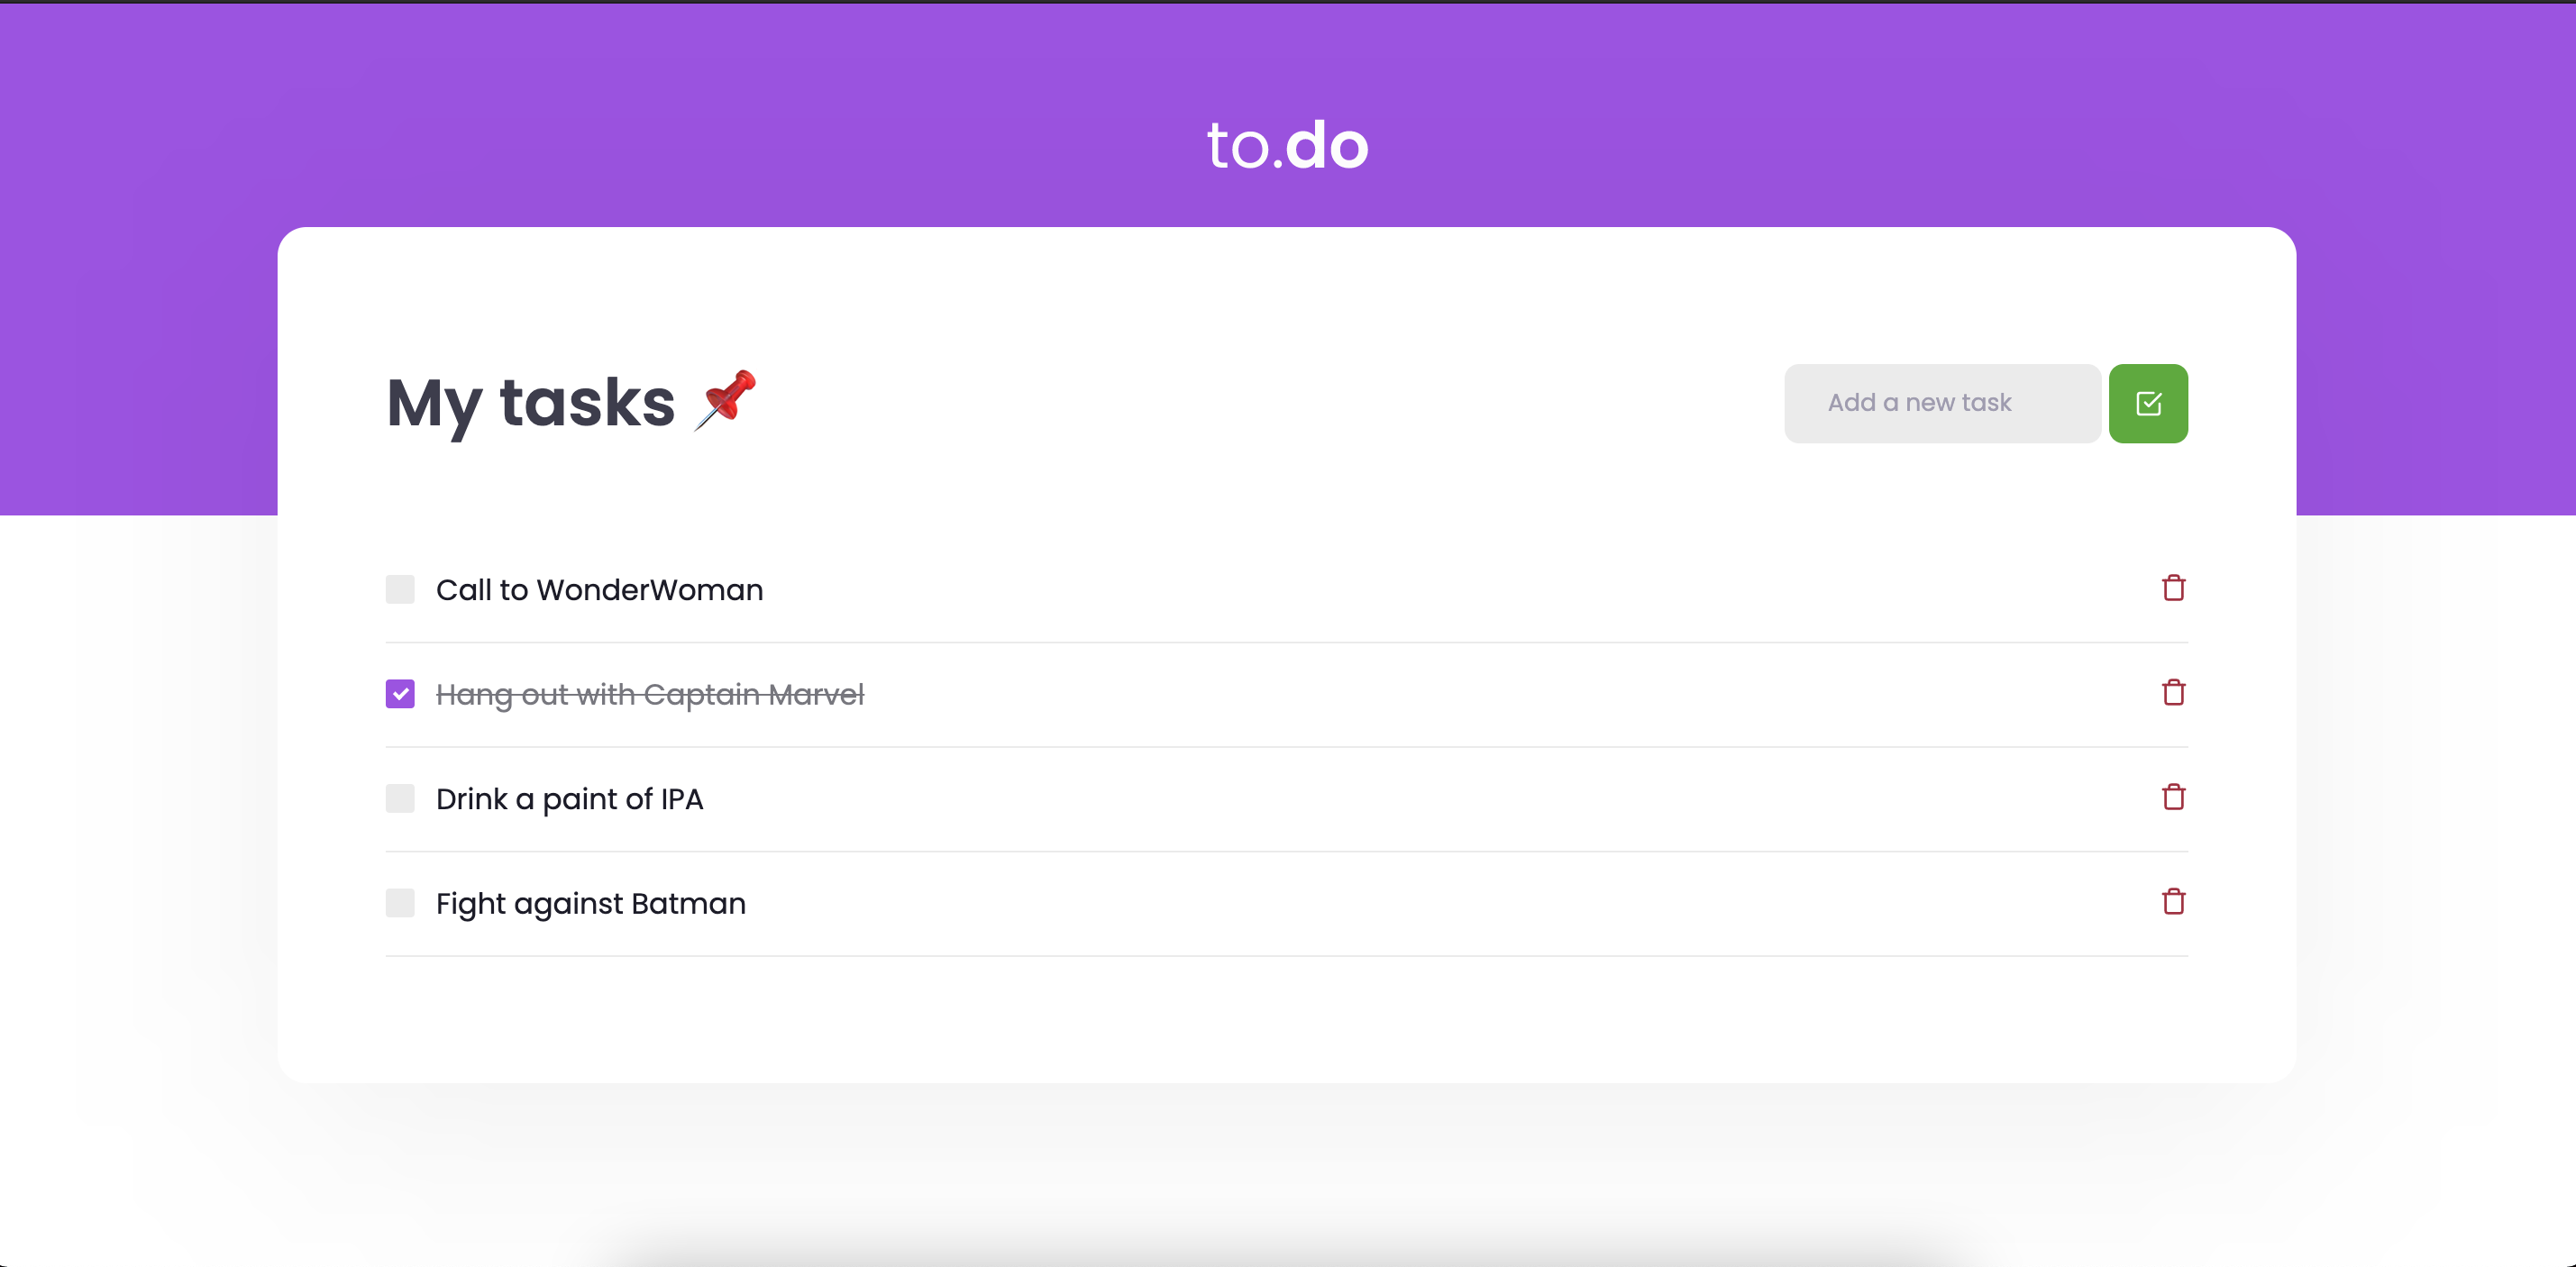 to.do
My tasks 📌
Add a new task
Call to WonderWoman
Hang out with Captain Marvel
Drink a paint of IPA
Fight against Batman